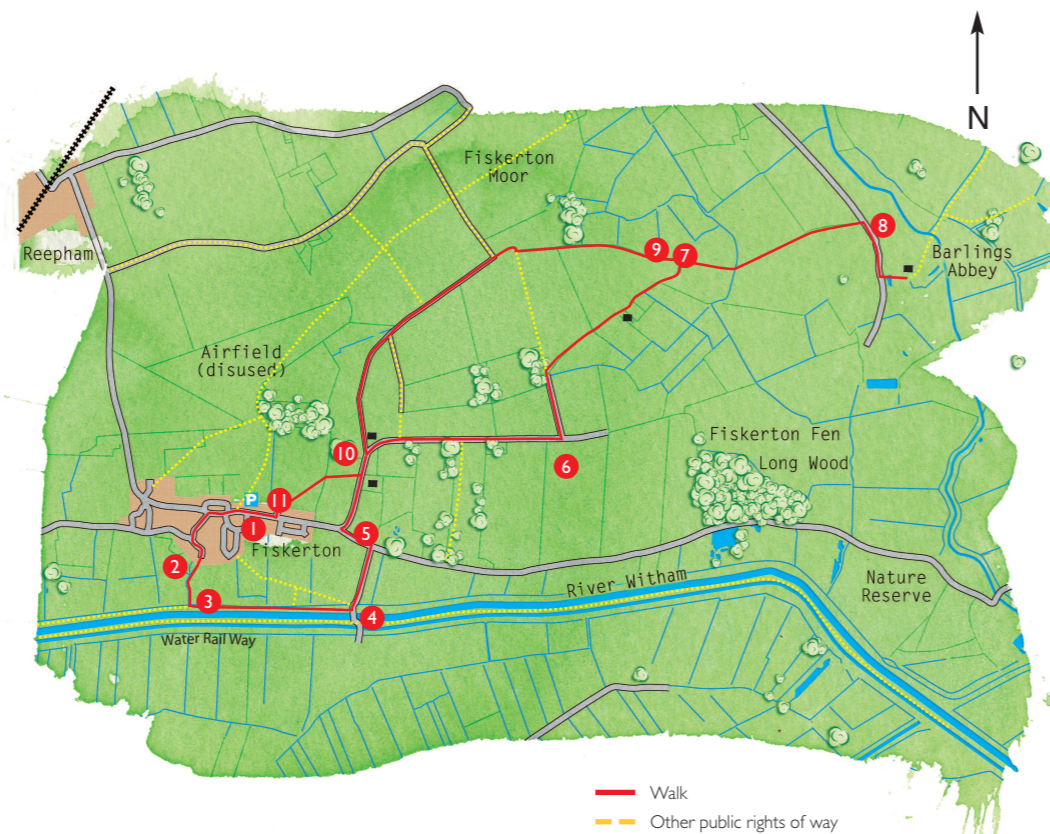 N
Fiskerton
Moor
Reepham
8
9
7
Barlings
Abbey
Airfield
(disused)
10
6
Fiskerton Fen
Long Wood
P
11
1
5
Fiskerton
2
River Witham
Nature
Reserve
3
4
Water Rail Way
Walk
Other public rights of way